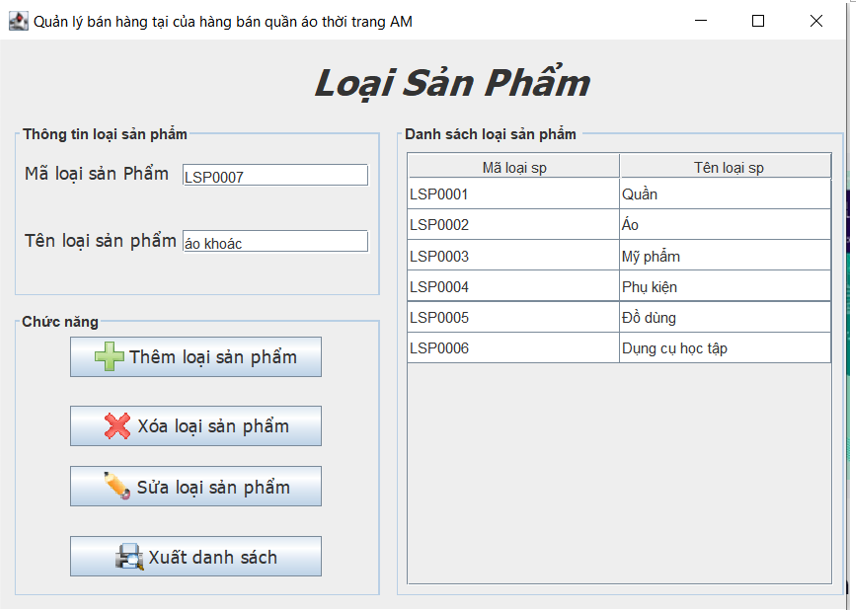 Quản lý bán hàng tại của hàng bán quần áo thời trang AM
Loại Sản Phẩm
Thông tin loại sản phẩm
Mã loại sản Phẩm LSP0007
Tên loại sản phẩm áo khoác
Chức năng
Thêm loại sản phẩm
Xóa loại sản phẩm
Sửa loại sản phẩm
Xuất danh sách
Danh sách loại sản phẩm
Mã loại sp Tên loại sp
LSP0001 Quần
LSP0002 Áo
LSP0003 Mỹ phẩm
LSP0004 Phụ kiện
LSP0005 Đồ dùng
LSP0006 Dụng cụ học tập